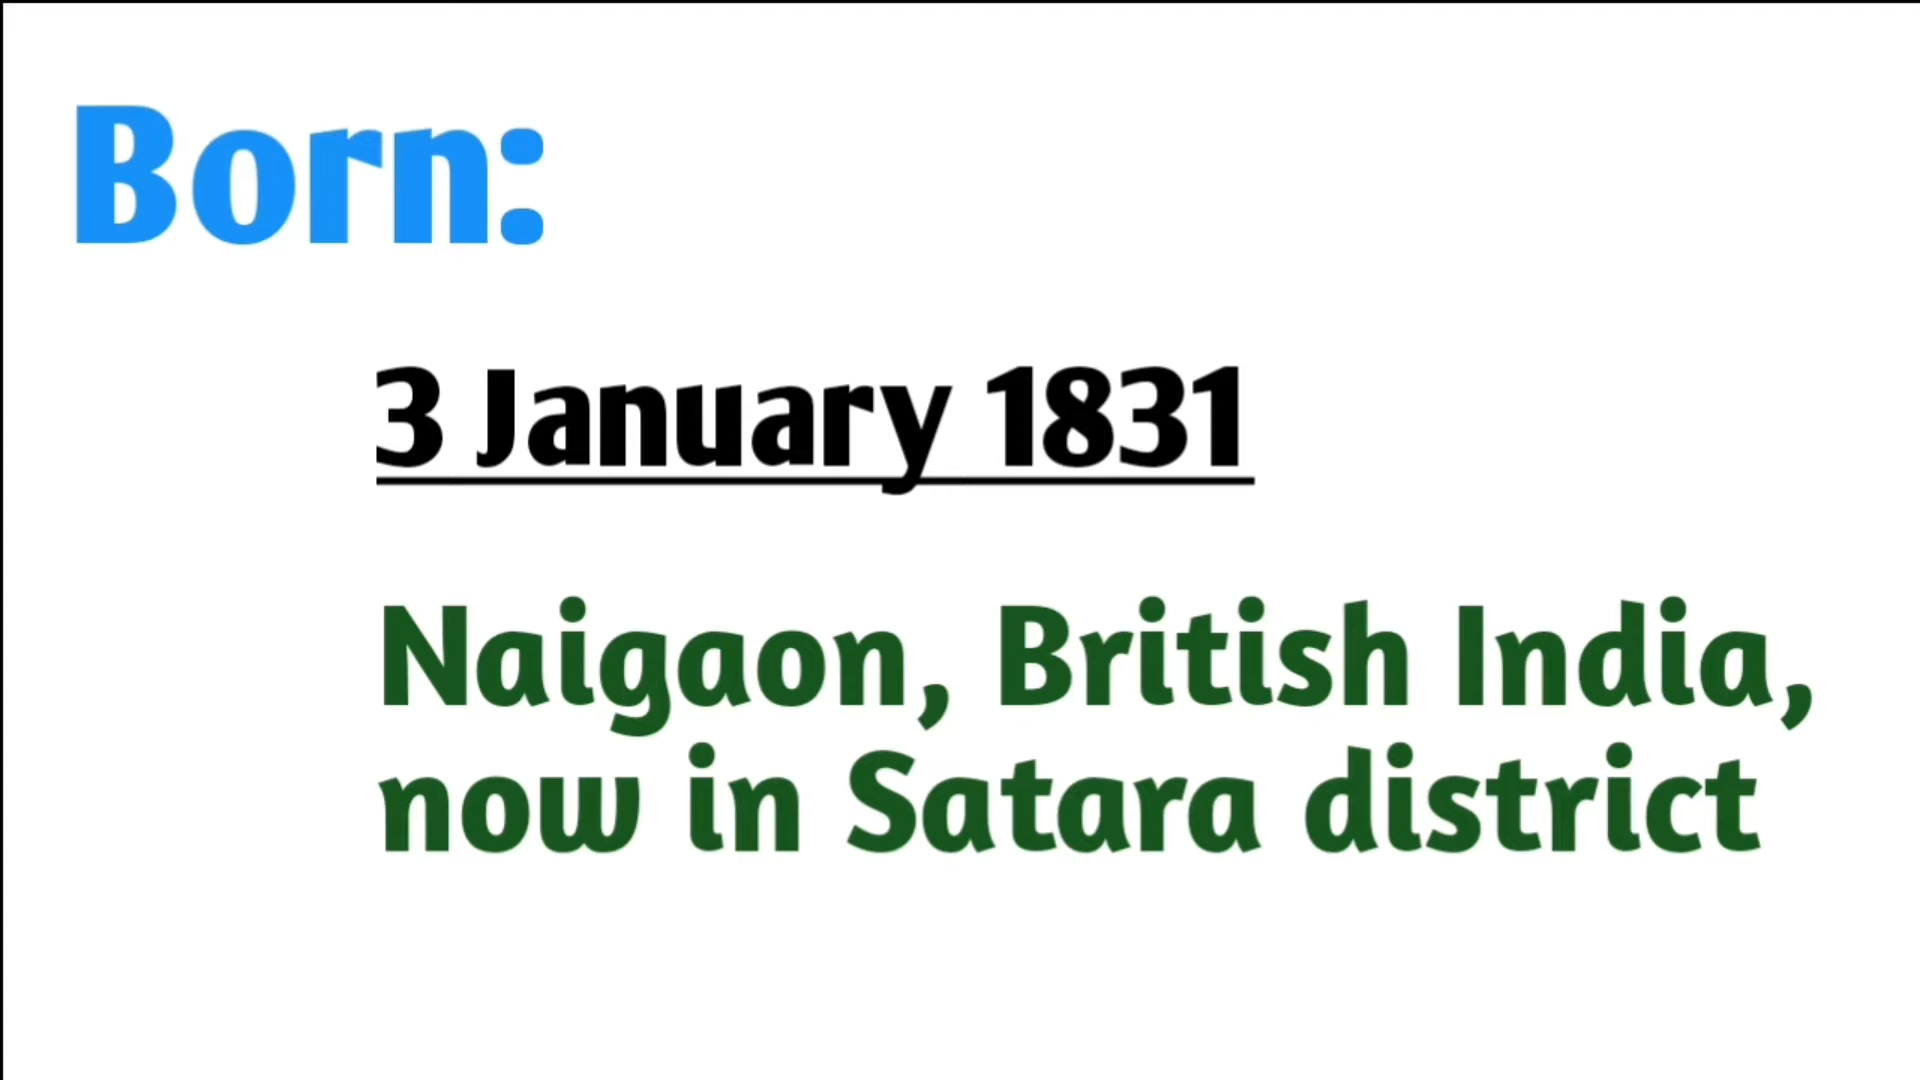 Born:
3 January 1831
Naigaon, British India,
now in Satara district